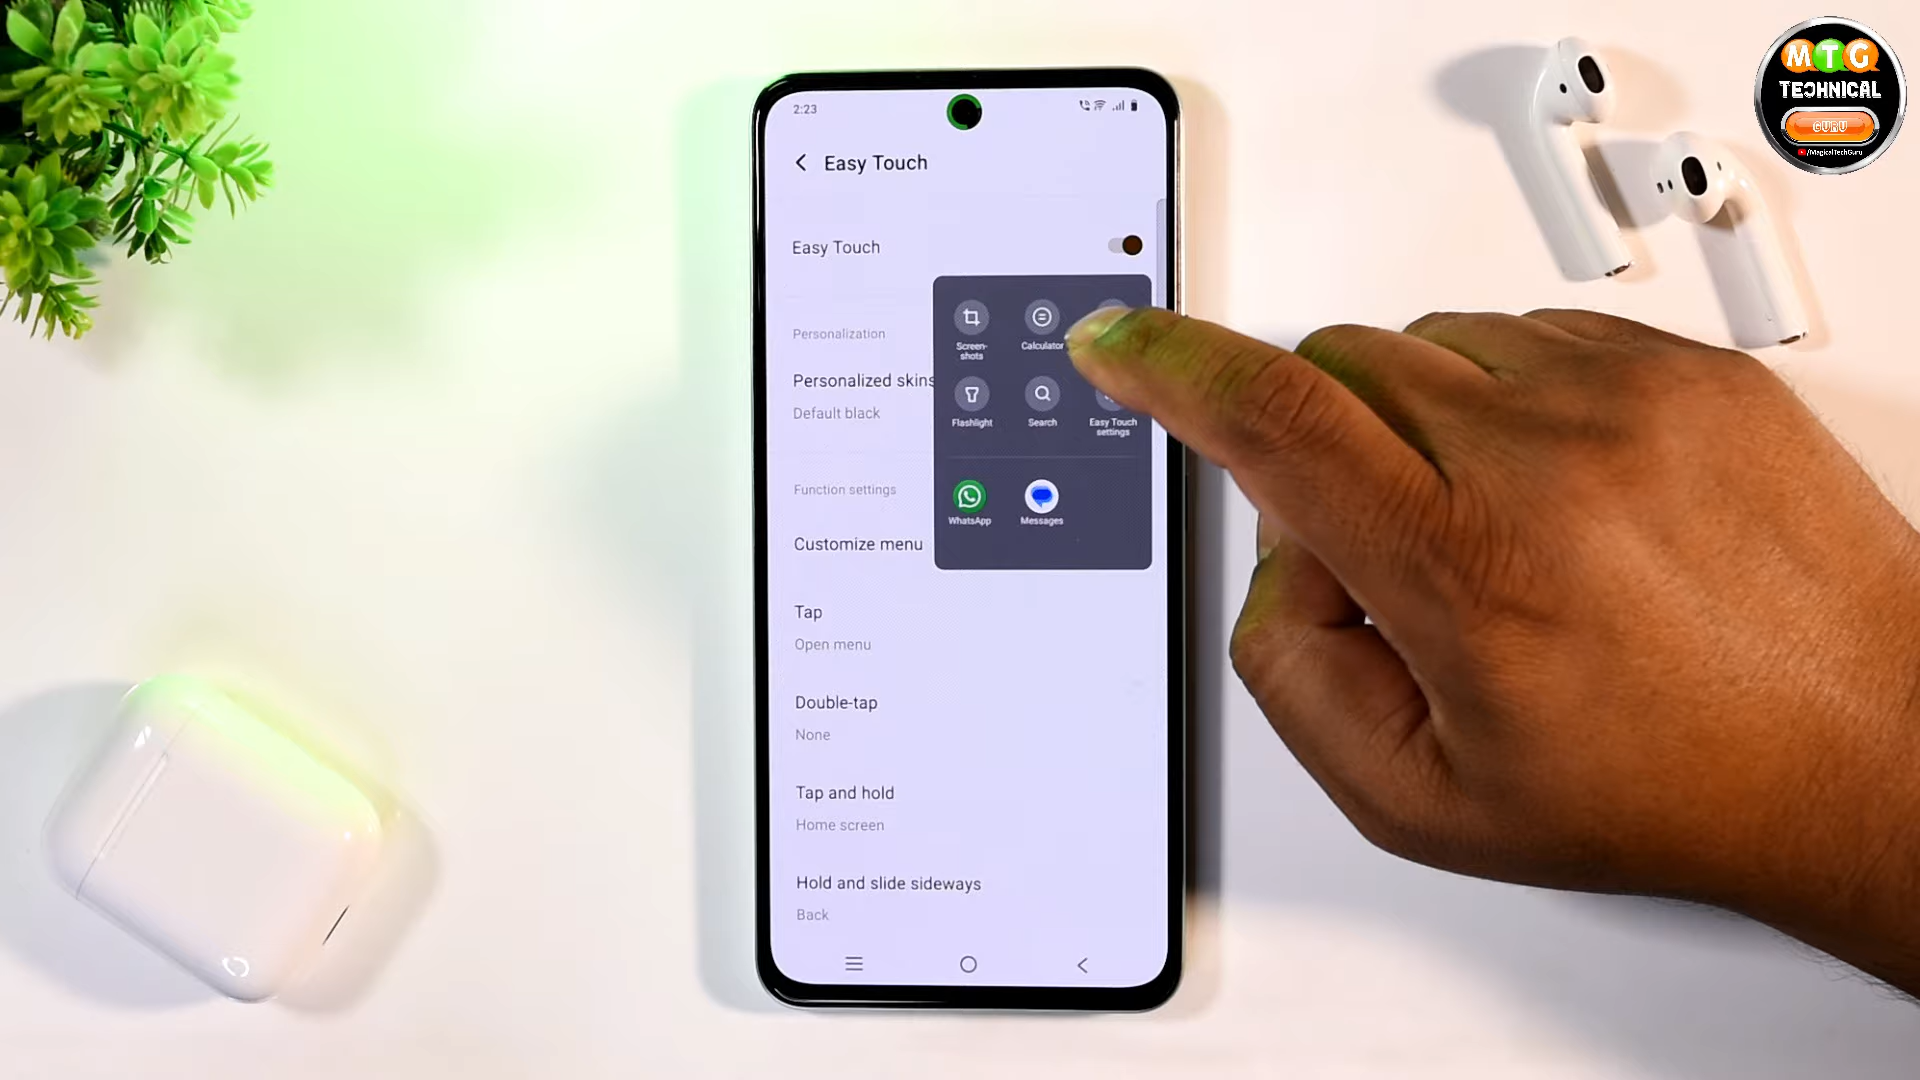 MTG
TECHNICAL
GURU
/MagicalTechGuru
2:23
Easy Touch
Easy Touch
Personalization
Personalized skins
Default black
Function settings
Customize menu
Screen-
shots
Calculator
Flashlight
Search
Easy Touch
settings
WhatsApp
Messages
Tap
Open menu
Double-tap
None
Tap and hold
Home screen
Hold and slide sideways
Back